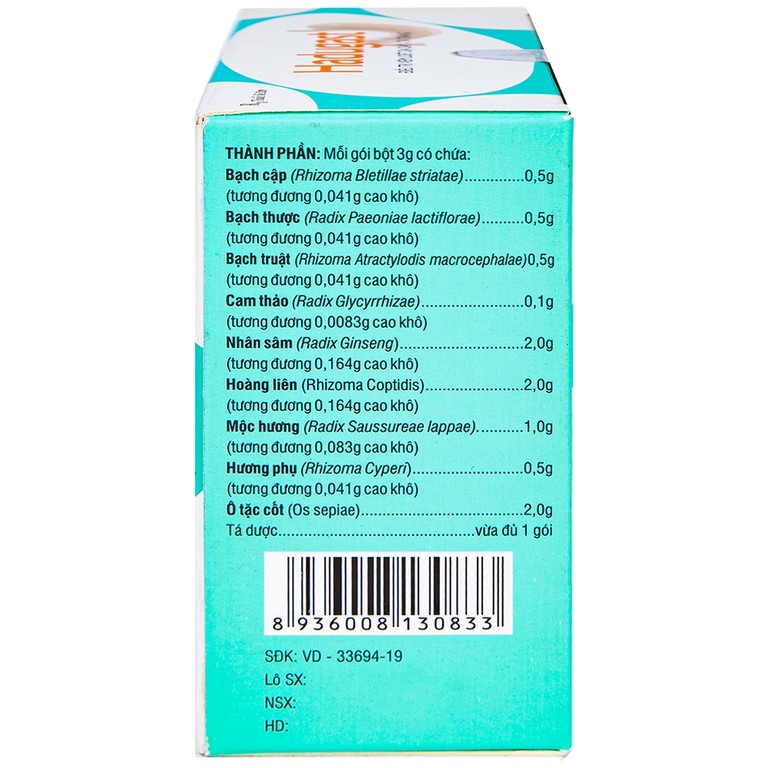 Hadugast
THÀNH PHẦN: Mỗi gói bột 3g có chứa:
Bạch cập (Rhizoma Bletillae striatae).............0,5g
(tương đương 0,041g cao khô)
Bạch thược (Radix Paeoniae lactiflorae).........0,5g
(tương đương 0,041g cao khô)
Bạch truật (Rhizoma Atractylodis macrocephalae)0,5g
(tương đương 0,041g cao khô)
Cam thảo (Radix Glycyrrhizae).......................0,1g
(tương đương 0,0083g cao khô)
Nhân sâm (Radix Ginseng)............................2,0g
(tương đương 0,164g cao khô)
Hoàng liên (Rhizoma Coptidis).......................2,0g
(tương đương 0,164g cao khô)
Mộc hương (Radix Saussureae lappae)...........1,0g
(tương đương 0,083g cao khô)
Hương phụ (Rhizoma Cyperi).........................0,5g
(tương đương 0,041g cao khô)
Ô tặc cốt (Os sepiae)....................................2,0g
Tá dược........................................vừa đủ 1 gói
8 936008 130833
SĐK: VD - 33694-19
Lô SX:
NSX:
HD: